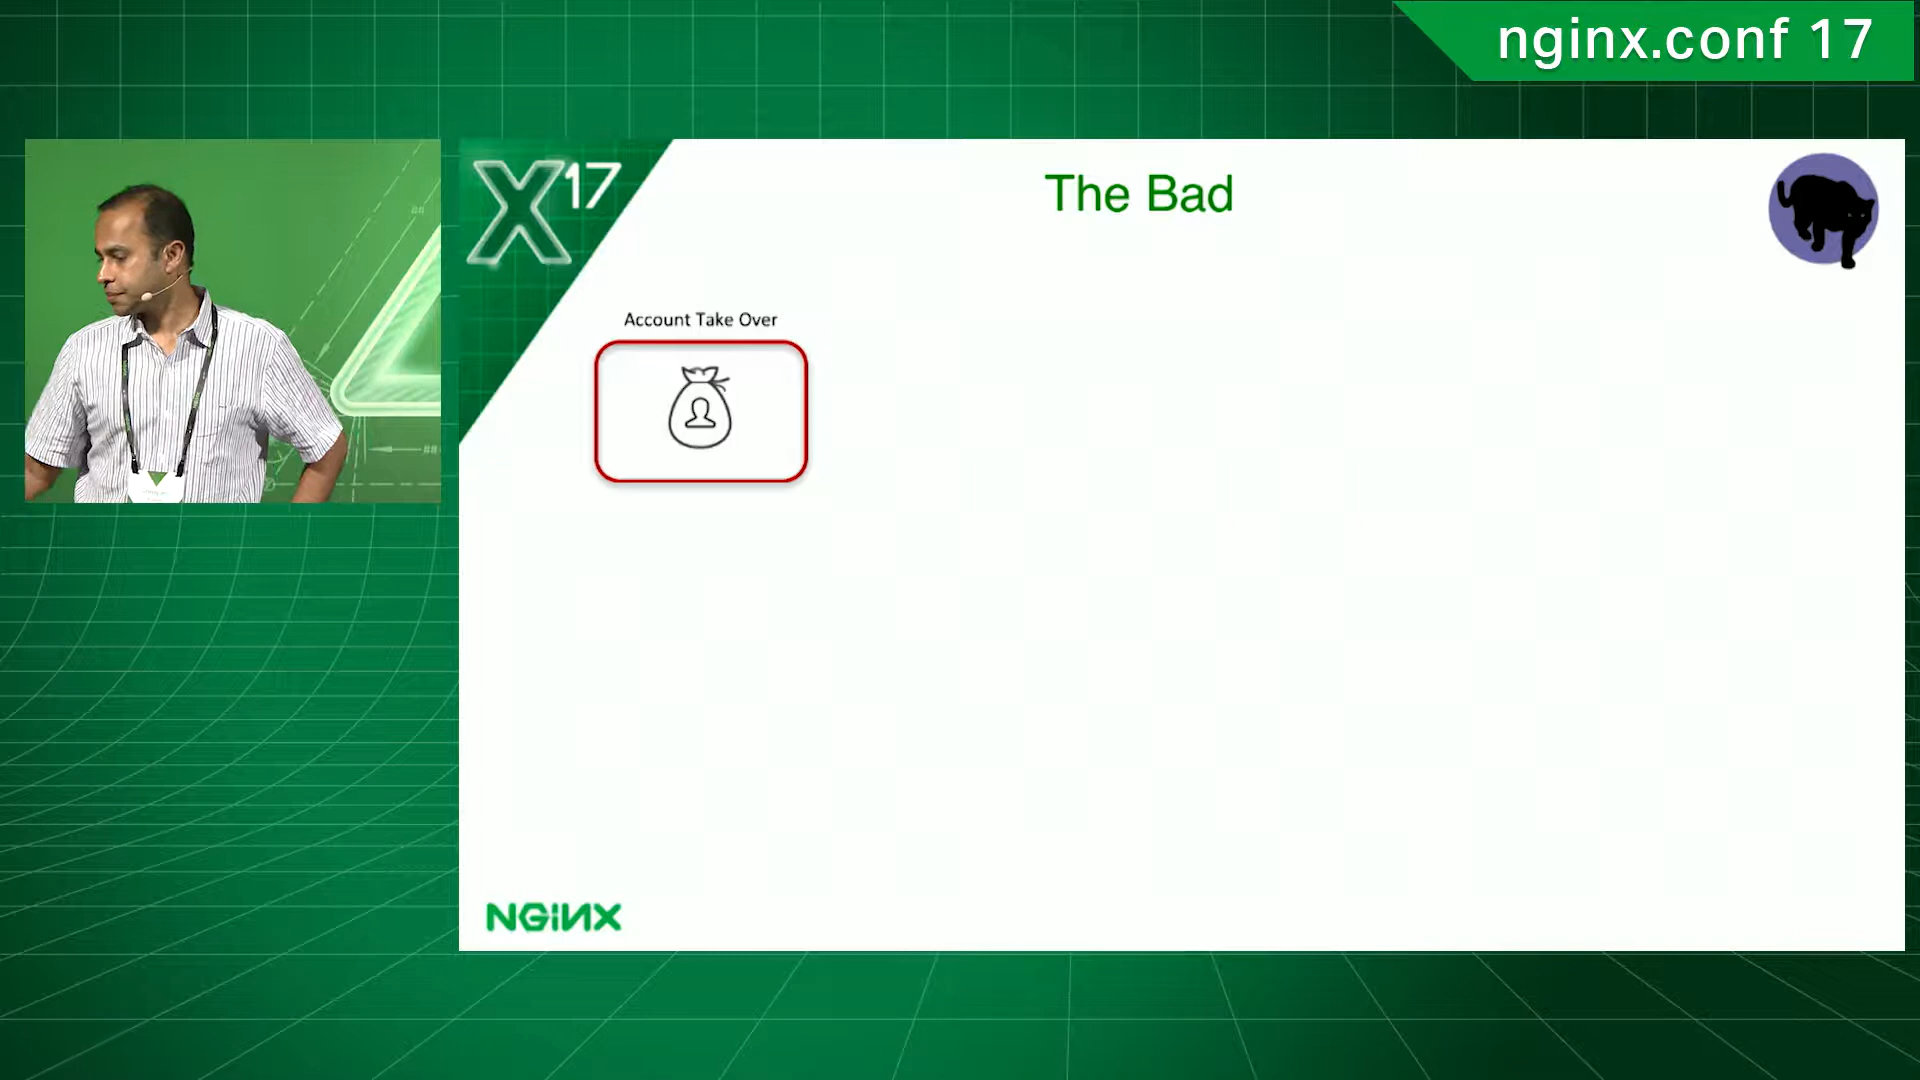 nginx.conf 17
X17
The Bad
Account Take Over
NGINX